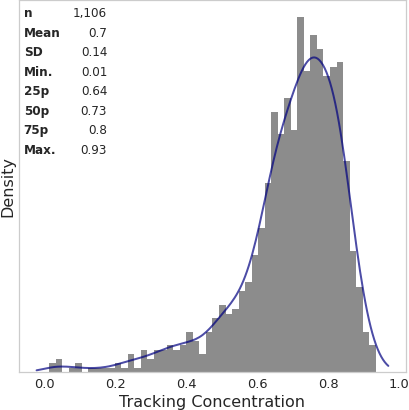 n 1,106
Mean 0.7
SD 0.14
Min. 0.01
25p 0.64
50p 0.73
75p 0.8
Max. 0.93
Density
0.0 0.2 0.4 0.6 0.8 1.0
Tracking Concentration